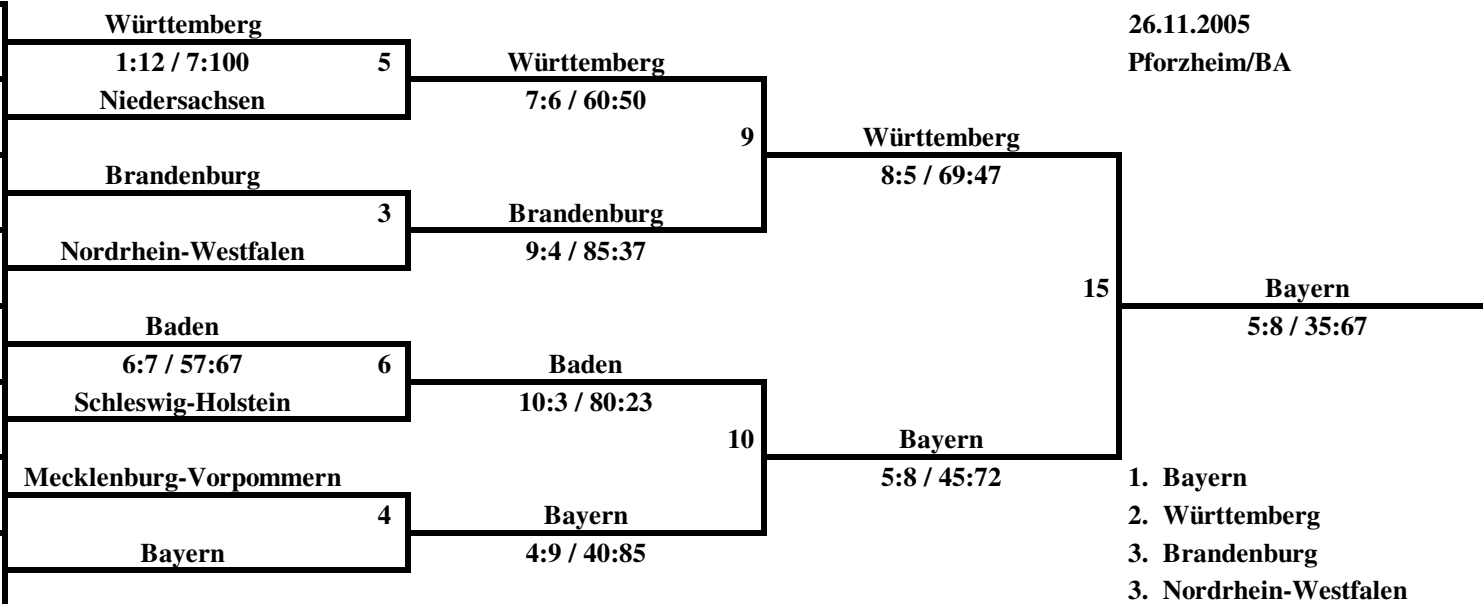 Württemberg
1:12 / 7:100
5
Niedersachsen
Brandenburg
3
Nordrhein-Westfalen
Baden
6:7 / 57:67
6
Schleswig-Holstein
Mecklenburg-Vorpommern
4
Bayern
Württemberg
7:6 / 60:50
9
Brandenburg
9:4 / 85:37
Baden
10:3 / 80:23
10
Bayern
4:9 / 40:85
Württemberg
8:5 / 69:47
15
Bayern
5:8 / 45:72
26.11.2005
Pforzheim/BA
Bayern
5:8 / 35:67
1. Bayern
2. Württemberg
3. Brandenburg
3. Nordrhein-Westfalen